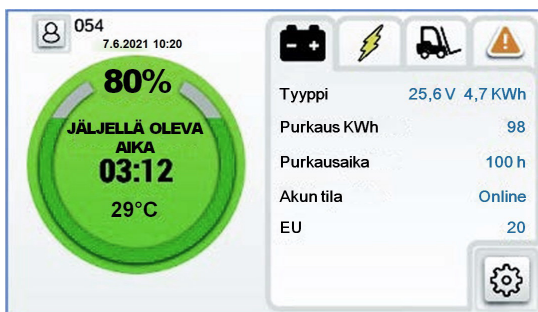 054
7.6.2021 10:20
80%
JÄLJELLÄ OLEVA
AIKA
03:12
29°C
Tyyppi 25,6 V 4,7 KWh
Purkaus KWh 98
Purkausaika 100 h
Akun tila Online
EU 20